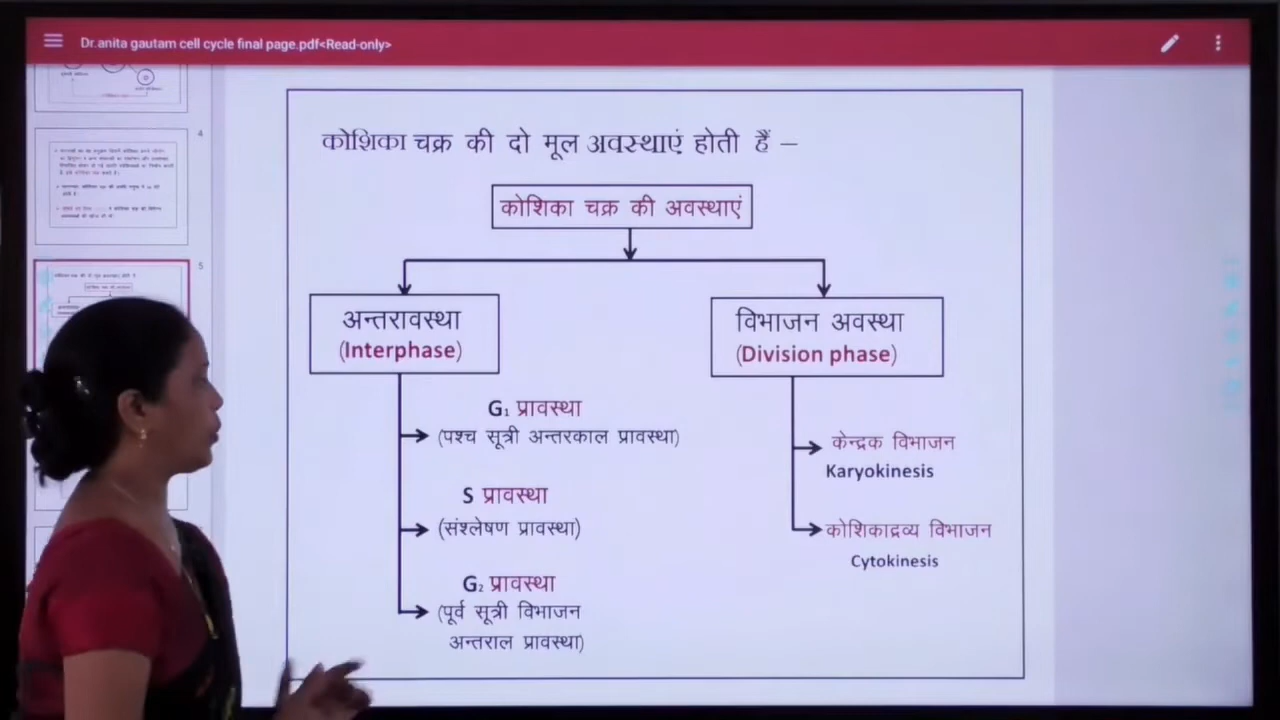 Dr.anita gautam cell cycle final page.pdf<Read-only>
4
5
कोशिका चक्र की दो मूल अवस्थाएं होती हैं –
कोशिका चक्र की अवस्थाएं
अन्तरावस्था
(Interphase)
विभाजन अवस्था
(Division phase)
G₁ प्रावस्था
(पश्च सूत्री अन्तरकाल प्रावस्था)
S प्रावस्था
(संश्लेषण प्रावस्था)
G₂ प्रावस्था
(पूर्व सूत्री विभाजन
अन्तराल प्रावस्था)
केन्द्रक विभाजन
Karyokinesis
कोशिकाद्रव्य विभाजन
Cytokinesis